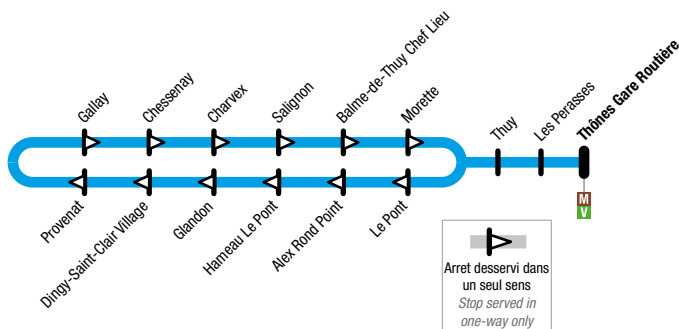 Gallay
Chessenay
Charvex
Salignon
Balme-de-Thuy Chef Lieu
Morette
Thuy
Les Perasses
Thônes Gare Routière
Provenat
Dingy-Saint-Clair Village
Glandon
Hameau Le Pont
Alex Rond Point
Le Pont
M
V
Arret desservi dans
un seul sens
Stop served in
one-way only